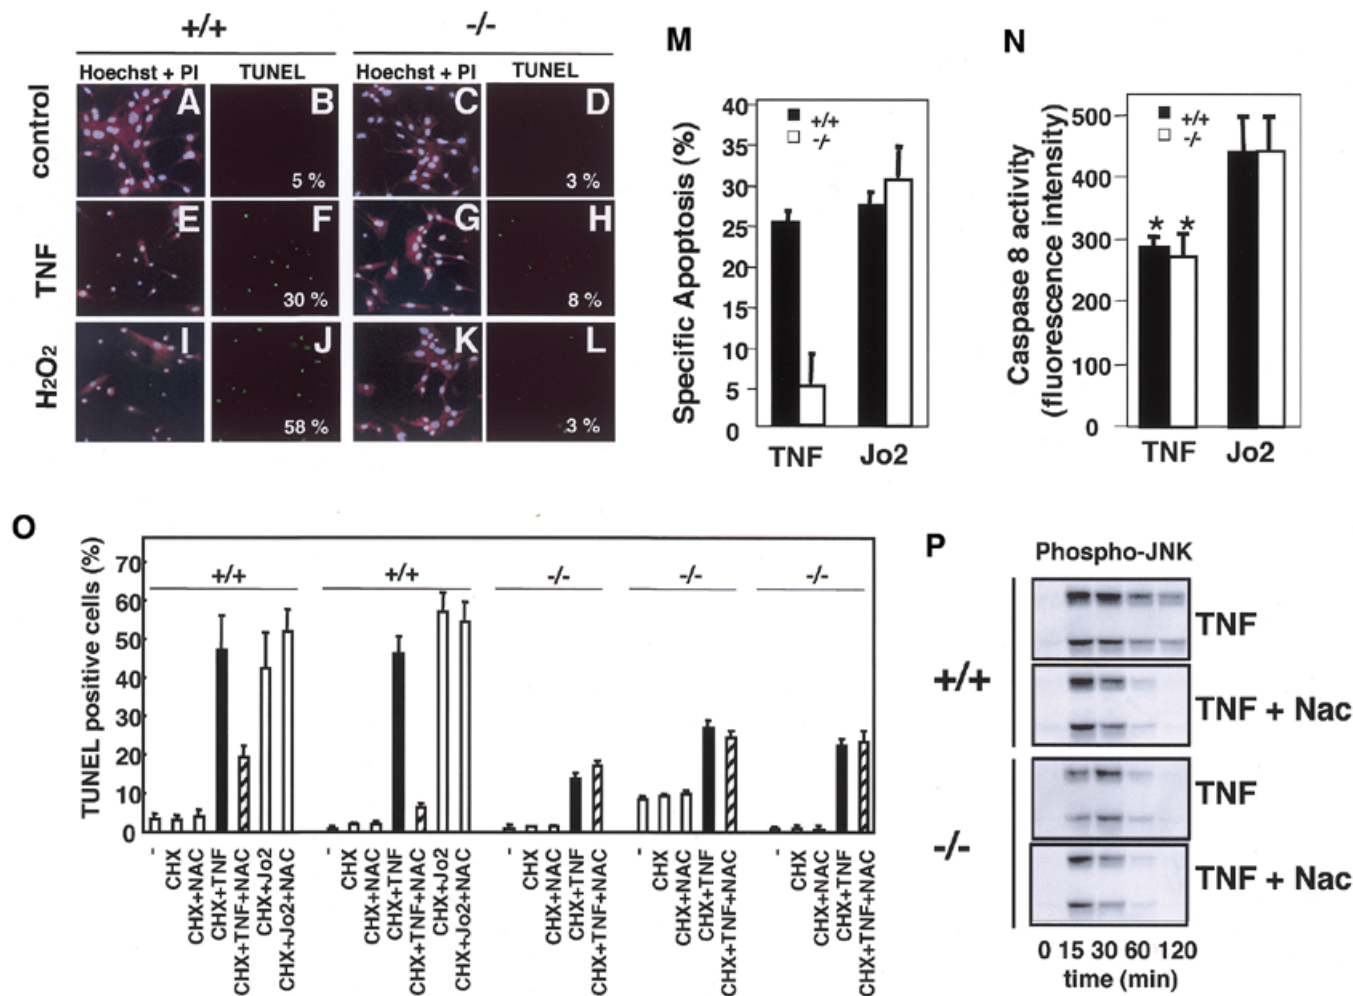 +/+ -/-
Hoechst + PI TUNEL Hoechst + PI TUNEL
control
A B C D
5 % 3 %
TNF
E F G H
30 % 8 %
H2O2
I J K L
58 % 3 %
M
Specific Apoptosis (%)
40
35
30
25
20
15
10
5
0
+/+
-/-
TNF Jo2
N
Caspase 8 activity
(fluorescence intensity)
500
400
300
200
100
0
+/+
-/-
* *
TNF Jo2
O
TUNEL positive cells (%)
70
60
50
40
30
20
10
0
+/+ +/+ -/- -/- -/-
-
CHX
CHX+NAC
CHX+TNF
CHX+TNF+NAC
CHX+Jo2
CHX+Jo2+NAC
-
CHX
CHX+NAC
CHX+TNF
CHX+TNF+NAC
CHX+Jo2
CHX+Jo2+NAC
-
CHX
CHX+NAC
CHX+TNF
CHX+TNF+NAC
-
CHX
CHX+NAC
CHX+TNF
CHX+TNF+NAC
-
CHX
CHX+NAC
CHX+TNF
CHX+TNF+NAC
P
Phospho-JNK
+/+
TNF
TNF + Nac
-/-
TNF
TNF + Nac
0 15 30 60 120
time (min)